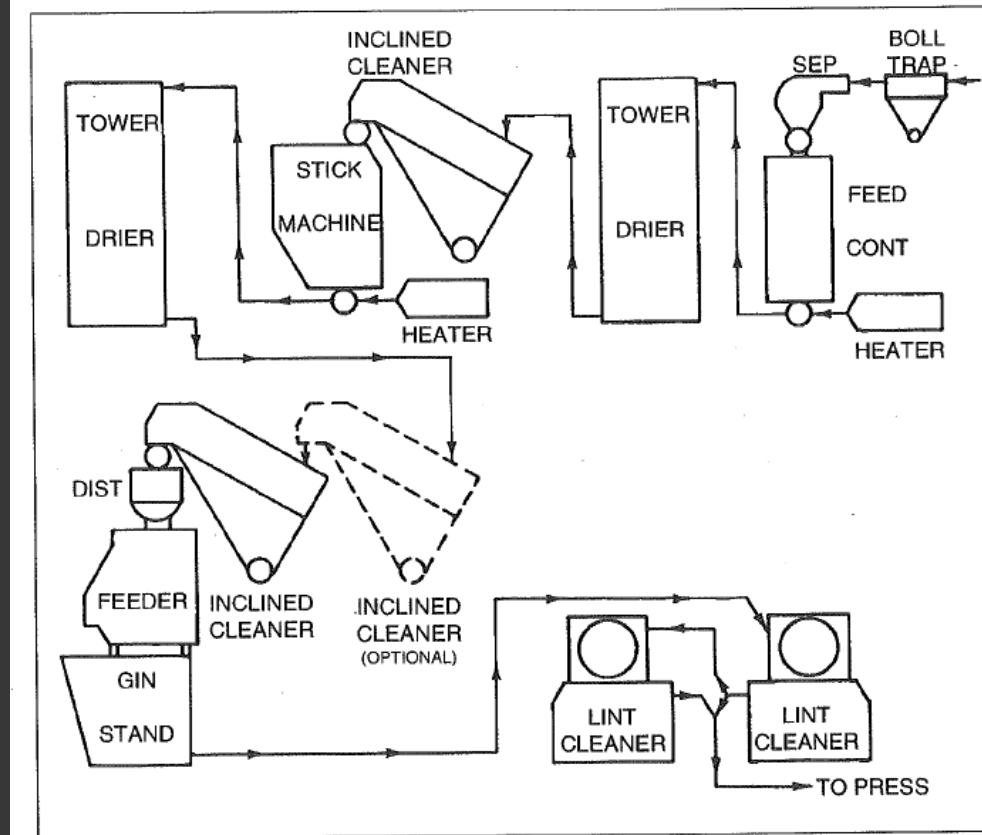 INCLINED
CLEANER
BOLL
TRAP
SEP
TOWER
DRIER
STICK
MACHINE
HEATER
TOWER
DRIER
FEED
CONT
HEATER
DIST
FEEDER
INCLINED
CLEANER
INCLINED
CLEANER
(OPTIONAL)
GIN
STAND
LINT
CLEANER
LINT
CLEANER
TO PRESS